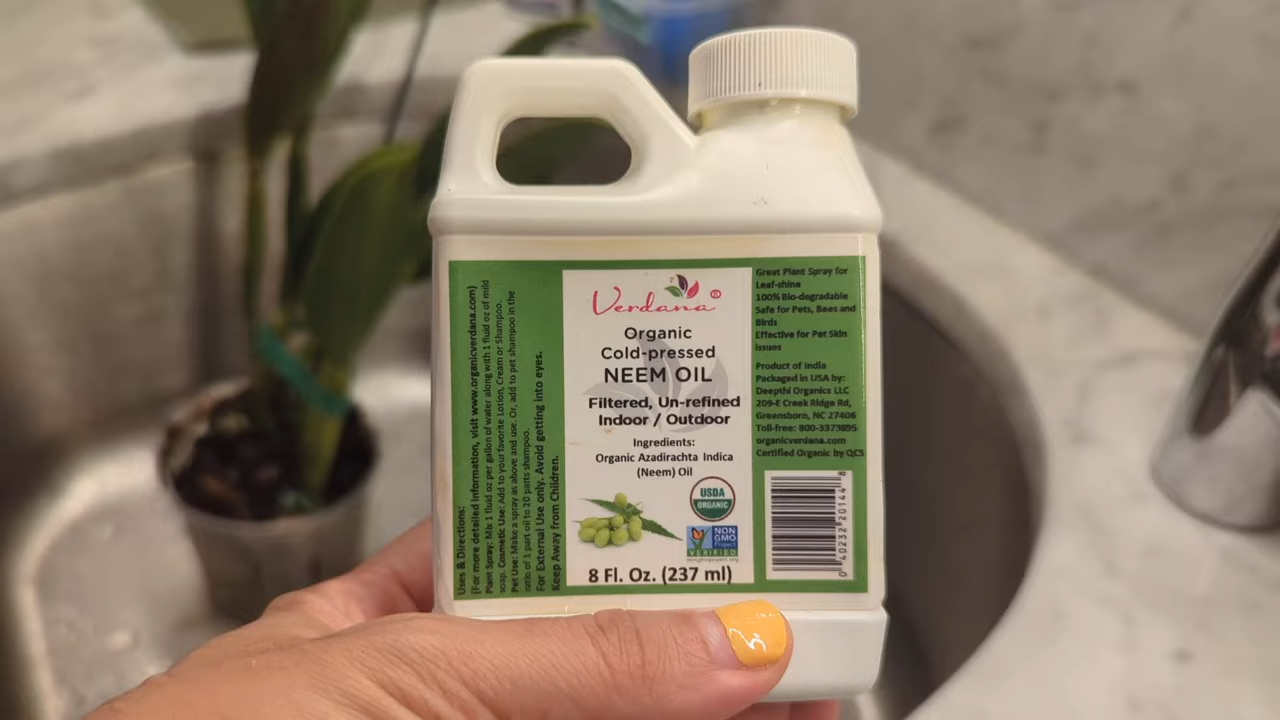 Uses & Directions:
(For more detailed information, visit www.organicverdana.com)
Plant Spray: Mix 1 fluid oz per gallon of water along with 1 fluid oz of mild
soap. Cosmetic Use: Add to your favorite Lotion, Cream or Shampoo.
Pet Use: Make a spray as above and use. Or, add to pet shampoo in the
ratio of 1 part oil to 20 parts shampoo.
For External Use only. Avoid getting into eyes.
Keep Away from Children.
Verdana®
Organic
Cold-pressed
NEEM OIL
Filtered, Un-refined
Indoor / Outdoor
Ingredients:
Organic Azadirachta Indica
(Neem) Oil
USDA
ORGANIC
NON
GMO
Project
VERIFIED
nongmoproject.org
8 Fl. Oz. (237 ml)
Great Plant Spray for
Leaf-shine
100% Bio-degradable
Safe for Pets, Bees and
Birds
Effective for Pet Skin
Issues
Product of India
Packaged in USA by:
Deepthi Organics LLC
209-E Creek Ridge Rd,
Greensboro, NC 27406
Toll-free: 800-3373895
organicverdana.com
Certified Organic by QCS
0 40232 20144 8